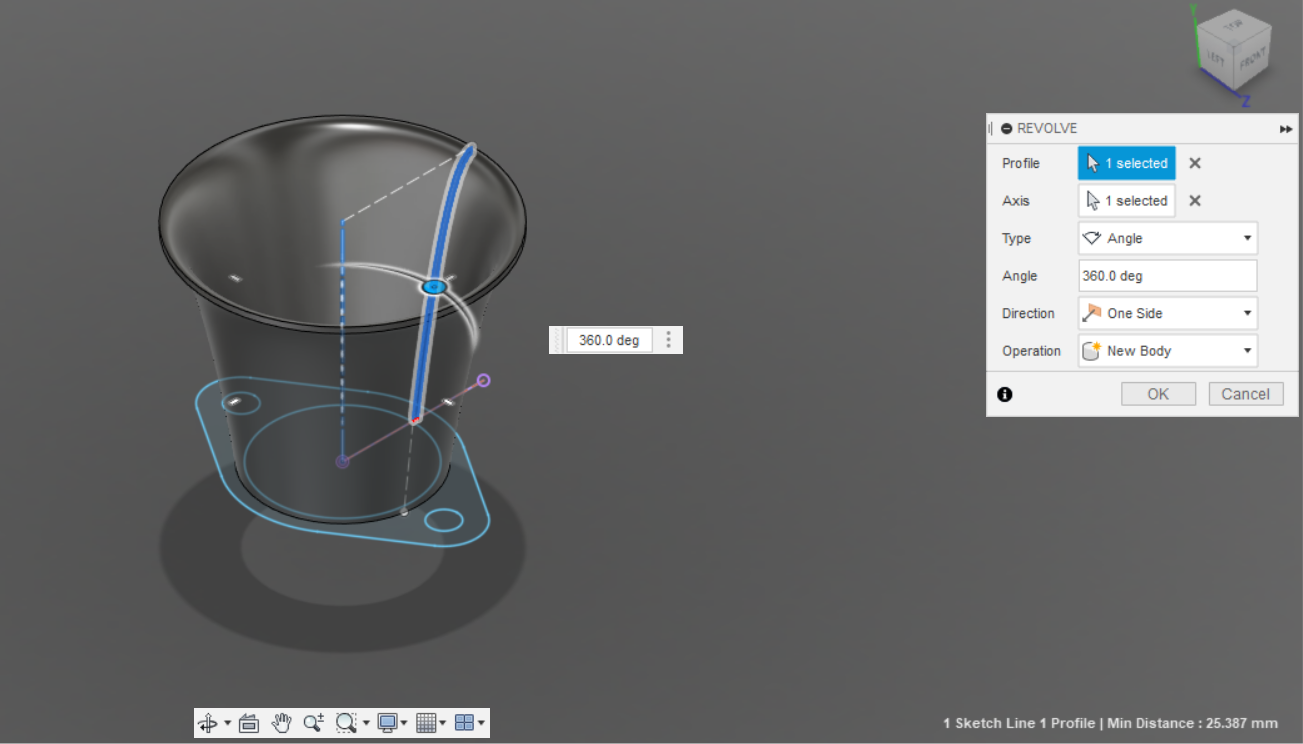 Y
TOP
LEFT
FRONT
Z
REVOLVE
Profile 1 selected
Axis 1 selected
Type Angle
Angle 360.0 deg
Direction One Side
Operation New Body
OK Cancel
360.0 deg
1 Sketch Line 1 Profile | Min Distance : 25.387 mm